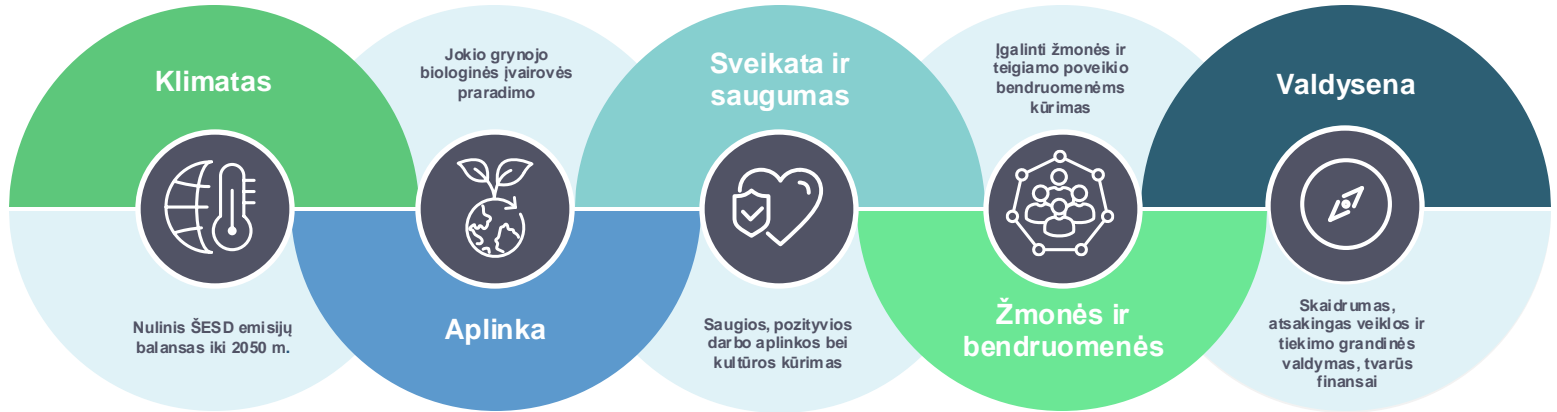 Klimatas
Nulinis ŠESD emisijų
balansas iki 2050 m.
Jokio grynojo
biologinės įvairovės
praradimo
Aplinka
Sveikata ir
saugumas
Saugios, pozityvios
darbo aplinkos bei
kultūros kūrimas
Įgalinti žmonės ir
teigiamo poveikio
bendruomenėms
kūrimas
Žmonės ir
bendruomenės
Valdysena
Skaidrumas,
atsakingas veiklos ir
tiekimo grandinės
valdymas, tvarūs
finansai